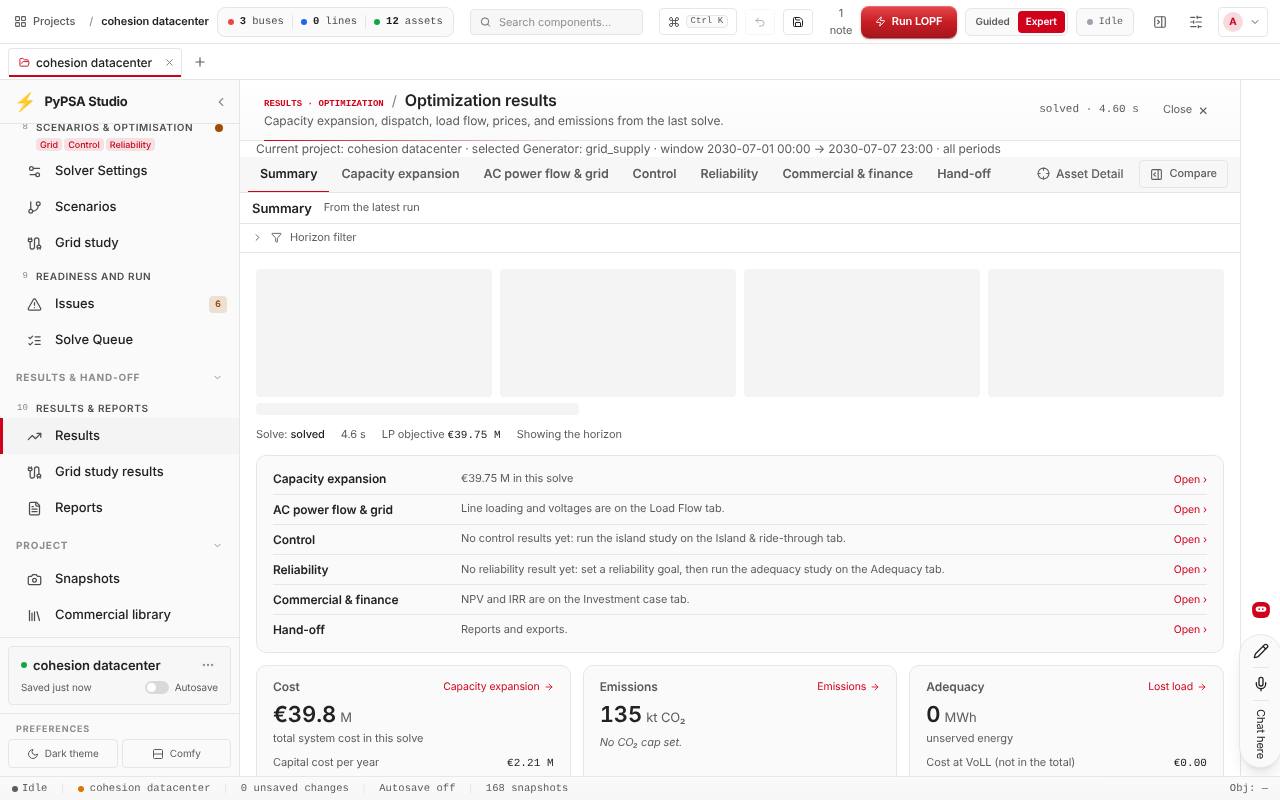 Projects / cohesion datacenter 3 buses 0 lines 12 assets Search components... ⌘ Ctrl K 1 note Run LOPF Guided Expert Idle A
cohesion datacenter × +
PyPSA Studio
8 SCENARIOS & OPTIMISATION
Grid Control Reliability
Solver Settings
Scenarios
Grid study
9 READINESS AND RUN
Issues 6
Solve Queue
RESULTS & HAND-OFF
10 RESULTS & REPORTS
Results
Grid study results
Reports
PROJECT
Snapshots
Commercial library
cohesion datacenter ...
Saved just now Autosave
PREFERENCES
Dark theme Comfy
RESULTS · OPTIMIZATION / Optimization results
Capacity expansion, dispatch, load flow, prices, and emissions from the last solve.
solved · 4.60 s Close ×
Current project: cohesion datacenter · selected Generator: grid_supply · window 2030-07-01 00:00 → 2030-07-07 23:00 · all periods
Summary Capacity expansion AC power flow & grid Control Reliability Commercial & finance Hand-off Asset Detail Compare
Summary From the latest run
Horizon filter
Solve: solved 4.6 s LP objective €39.75 M Showing the horizon
Capacity expansion €39.75 M in this solve Open ›
AC power flow & grid Line loading and voltages are on the Load Flow tab. Open ›
Control No control results yet: run the island study on the Island & ride-through tab. Open ›
Reliability No reliability result yet: set a reliability goal, then run the adequacy study on the Adequacy tab. Open ›
Commercial & finance NPV and IRR are on the Investment case tab. Open ›
Hand-off Reports and exports. Open ›
Cost Capacity expansion →
€39.8 M
total system cost in this solve
Capital cost per year €2.21 M
Emissions Emissions →
135 kt CO₂
No CO₂ cap set.
Adequacy Lost load →
0 MWh
unserved energy
Cost at VoLL (not in the total) €0.00
Chat here
Idle cohesion datacenter 0 unsaved changes Autosave off 168 snapshots Obj: —